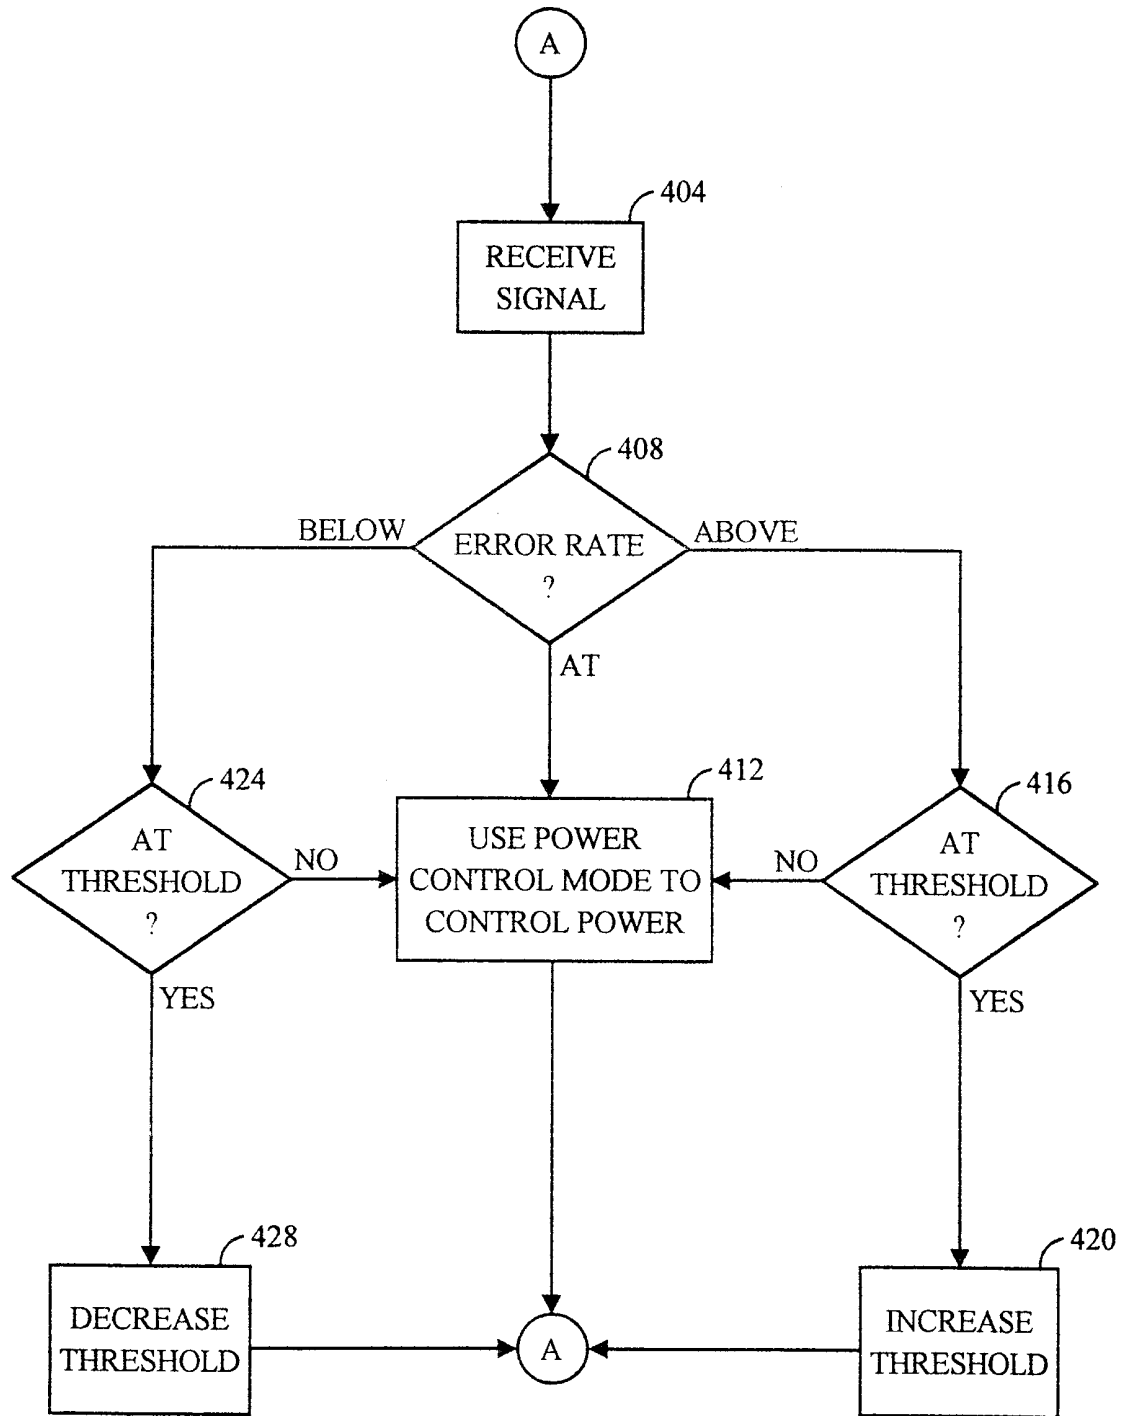 A
404
RECEIVE
SIGNAL
408
BELOW
ERROR RATE
?
ABOVE
AT
424
AT
THRESHOLD
?
NO
YES
412
USE POWER
CONTROL MODE TO
CONTROL POWER
416
NO
AT
THRESHOLD
?
YES
428
DECREASE
THRESHOLD
A
420
INCREASE
THRESHOLD